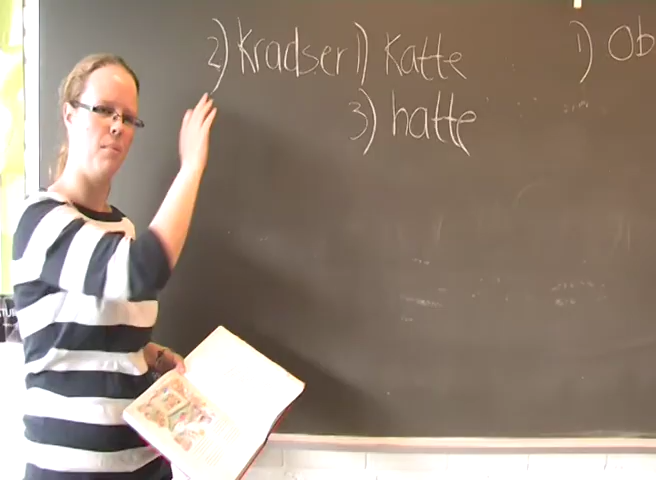 2) Kradser 1) Katte
3) hatte
1) Ob